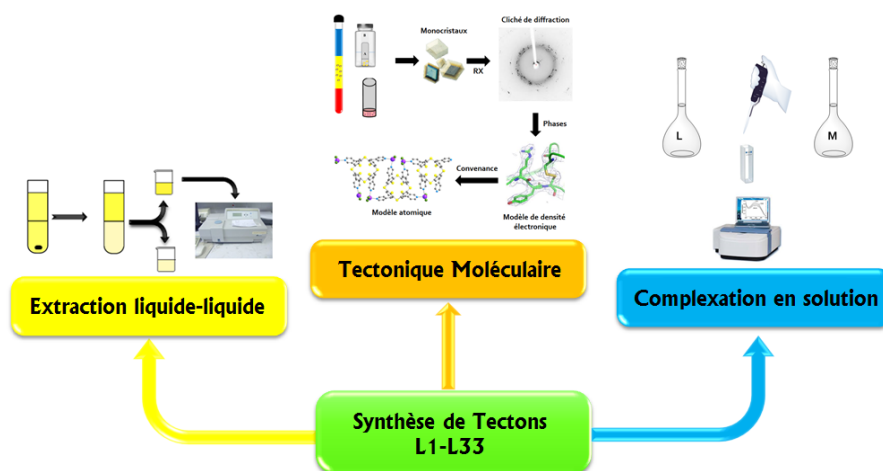 Monocristaux
RX
Cliché de diffraction
Phases
Convenance
Modèle atomique
Modèle de densité
électronique
L
M
Extraction liquide-liquide
Tectonique Moléculaire
Complexation en solution
Synthèse de Tectons
L1-L33